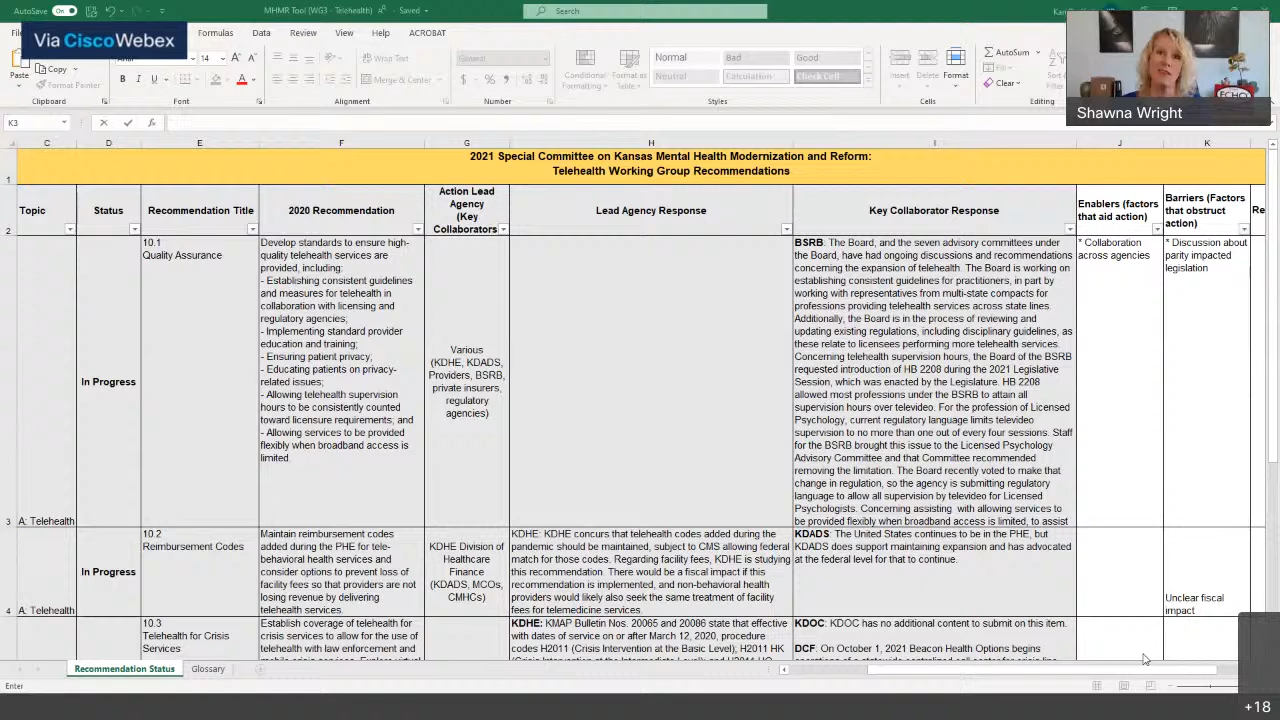 AutoSave On
MHMR Tool (WG3 - Telehealth) - Saved
Search
Via CiscoWebex
Formulas Data Review View Help ACROBAT
Paste
Copy
Format Painter
14
B I U
Wrap Text
Merge & Center
General
Conditional Formatting
Format as Table
Normal Bad Good
Neutral Calculation Check Cell
Insert Delete Format
AutoSum
Fill
Clear
Clipboard Font Alignment Number Styles Cells Editing
ECHO
Shawna Wright
K3
C D E F G H I J K
1
2021 Special Committee on Kansas Mental Health Modernization and Reform:
Telehealth Working Group Recommendations
2
Topic
Status
Recommendation Title
2020 Recommendation
Action Lead
Agency
(Key
Collaborators
Lead Agency Response
Key Collaborator Response
Enablers (factors
that aid action)
Barriers (Factors
that obstruct
action)
Re
3
A: Telehealth
In Progress
10.1
Quality Assurance
Develop standards to ensure high-
quality telehealth services are
provided, including:
- Establishing consistent guidelines
and measures for telehealth in
collaboration with licensing and
regulatory agencies;
- Implementing standard provider
education and training;
- Ensuring patient privacy;
- Educating patients on privacy-
related issues;
- Allowing telehealth supervision
hours to be consistently counted
toward licensure requirements; and
- Allowing services to be provided
flexibly when broadband access is
limited.
Various
(KDHE, KDADS,
Providers, BSRB,
private insurers,
regulatory
agencies)
BSRB: The Board, and the seven advisory committees under
the Board, have had ongoing discussions and recommendations
concerning the expansion of telehealth. The Board is working on
establishing consistent guidelines for practitioners, in part by
working with representatives from multi-state compacts for
professions providing telehealth services across state lines.
Additionally, the Board is in the process of reviewing and
updating existing regulations, including disciplinary guidelines, as
these relate to licensees performing more telehealth services.
Concerning telehealth supervision hours, the Board of the BSRB
requested introduction of HB 2208 during the 2021 Legislative
Session, which was enacted by the Legislature. HB 2208
allowed most professions under the BSRB to attain all
supervision hours over televideo. For the profession of Licensed
Psychology, current regulatory language limits televideo
supervision to no more than one out of every four sessions. Staff
for the BSRB brought this issue to the Licensed Psychology
Advisory Committee and that Committee recommended
removing the limitation. The Board recently voted to make that
change in regulation, so the agency is submitting regulatory
language to allow all supervision by televideo for Licensed
Psychologists. Concerning assisting with allowing services to
be provided flexibly when broadband access is limited, to assist
* Collaboration
across agencies
* Discussion about
parity impacted
legislation
4
A: Telehealth
In Progress
10.2
Reimbursement Codes
Maintain reimbursement codes
added during the PHE for tele-
behavioral health services and
consider options to prevent loss of
facility fees so that providers are not
losing revenue by delivering
telehealth services.
KDHE Division of
Healthcare
Finance
(KDADS, MCOs,
CMHCs)
KDHE: KDHE concurs that telehealth codes added during the
pandemic should be maintained, subject to CMS allowing federal
match for those codes. Regarding facility fees, KDHE is studying
this recommendation. There would be a fiscal impact if this
recommendation is implemented, and non-behavioral health
providers would likely also seek the same treatment of facility
fees for telemedicine services.
KDADS: The United States continues to be in the PHE, but
KDADS does support maintaining expansion and has advocated
at the federal level for that to continue.
Unclear fiscal
impact
10.3
Telehealth for Crisis
Services
Establish coverage of telehealth for
crisis services to allow for the use of
telehealth with law enforcement and
KDHE: KMAP Bulletin Nos. 20065 and 20086 state that effective
with dates of service on or after March 12, 2020, procedure
codes H2011 (Crisis Intervention at the Basic Level); H2011 HK
KDOC: KDOC has no additional content to submit on this item.
DCF: On October 1, 2021 Beacon Health Options begins
Recommendation Status Glossary
Enter
+18